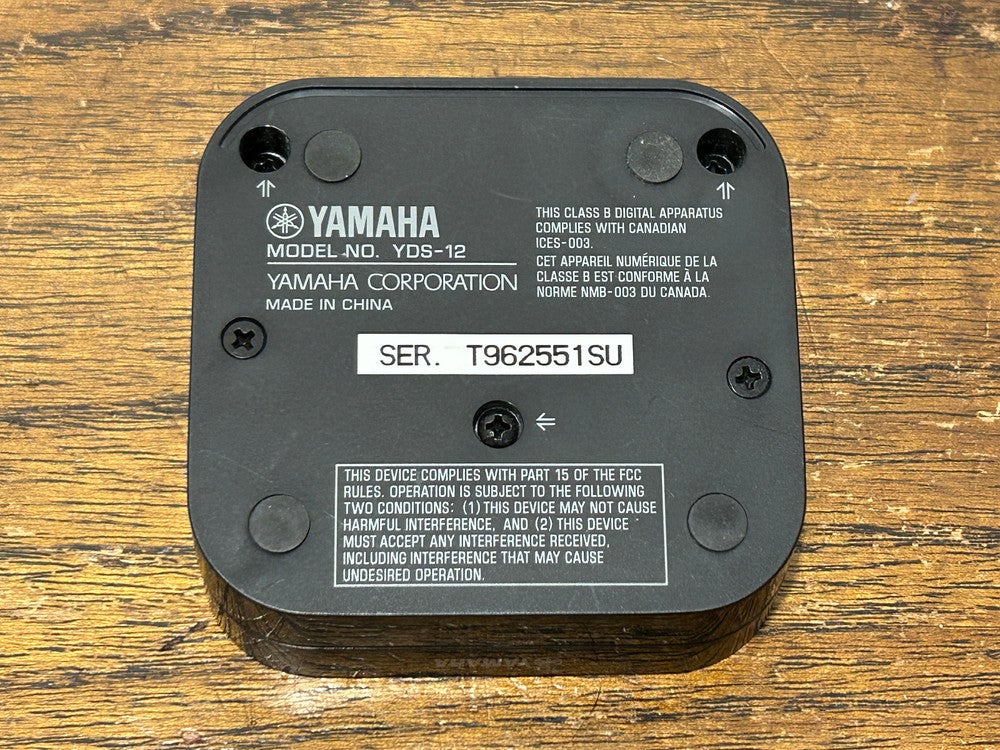 YAMAHA
MODEL NO. YDS-12
YAMAHA CORPORATION
MADE IN CHINA
THIS CLASS B DIGITAL APPARATUS
COMPLIES WITH CANADIAN
ICES-003.
CET APPAREIL NUMÉRIQUE DE LA
CLASSE B EST CONFORME À LA
NORME NMB-003 DU CANADA.
SER. T962551SU
THIS DEVICE COMPLIES WITH PART 15 OF THE FCC
RULES. OPERATION IS SUBJECT TO THE FOLLOWING
TWO CONDITIONS: (1) THIS DEVICE MAY NOT CAUSE
HARMFUL INTERFERENCE, AND (2) THIS DEVICE
MUST ACCEPT ANY INTERFERENCE RECEIVED,
INCLUDING INTERFERENCE THAT MAY CAUSE
UNDESIRED OPERATION.
YAMAHA